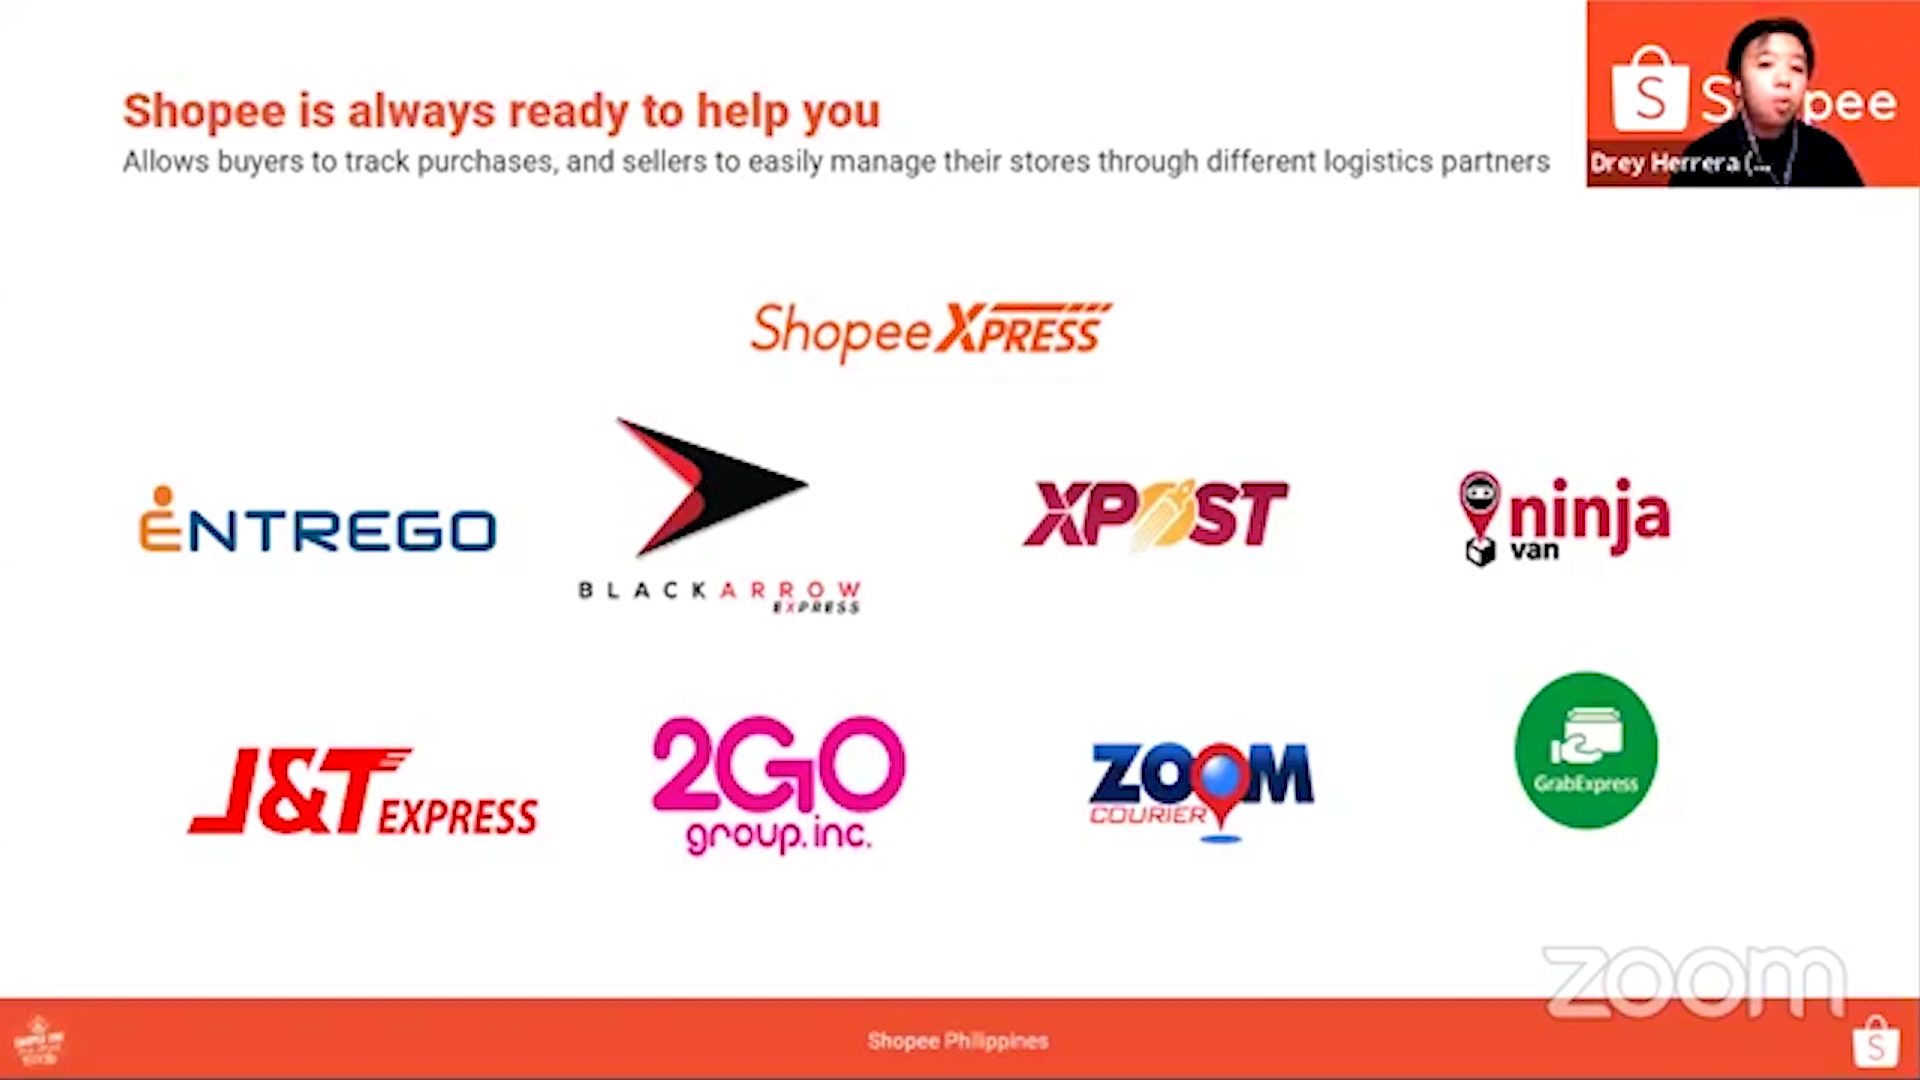 Shopee is always ready to help you
Allows buyers to track purchases, and sellers to easily manage their stores through different logistics partners
S
S pee
Drey Herrera (...
Shopee XPRESS
ENTREGO
BLACKARROW
EXPRESS
XPOST
ninja
van
J&T EXPRESS
2GO
group.inc.
ZOOM
COURIER
GrabExpress
zoom
Shopee Philippines
S